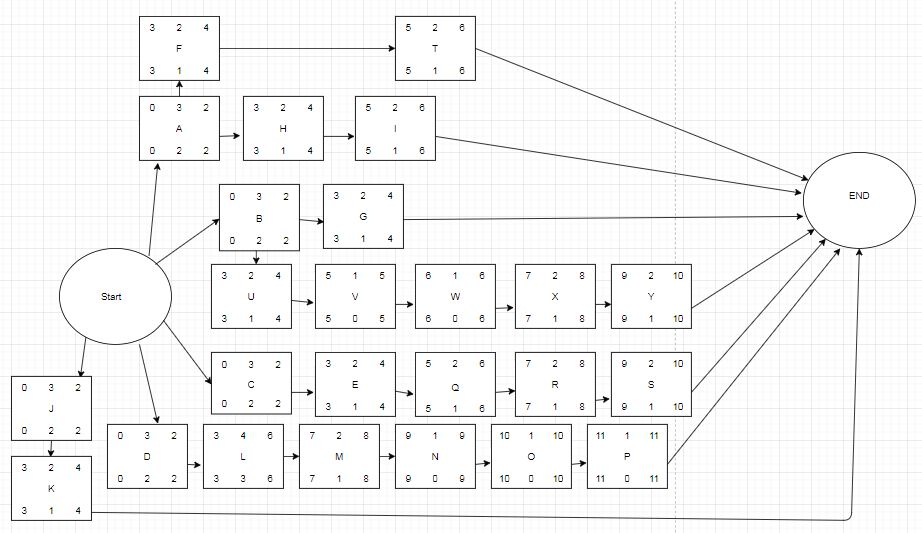 3 2 4
F
3 1 4
5 2 6
T
5 1 6
0 3 2
A
0 2 2
3 2 4
H
3 1 4
5 2 6
I
5 1 6
0 3 2
B
0 2 2
3 2 4
G
3 1 4
END
Start
3 2 4
U
3 1 4
5 1 5
V
5 0 5
6 1 6
W
6 0 6
7 2 8
X
7 1 8
9 2 10
Y
9 1 10
0 3 2
C
0 2 2
3 2 4
E
3 1 4
5 2 6
Q
5 1 6
7 2 8
R
7 1 8
9 2 10
S
9 1 10
0 3 2
J
0 2 2
0 3 2
D
0 2 2
3 4 6
L
3 3 6
7 2 8
M
7 1 8
9 1 9
N
9 0 9
10 1 10
O
10 0 10
11 1 11
P
11 0 11
3 2 4
K
3 1 4